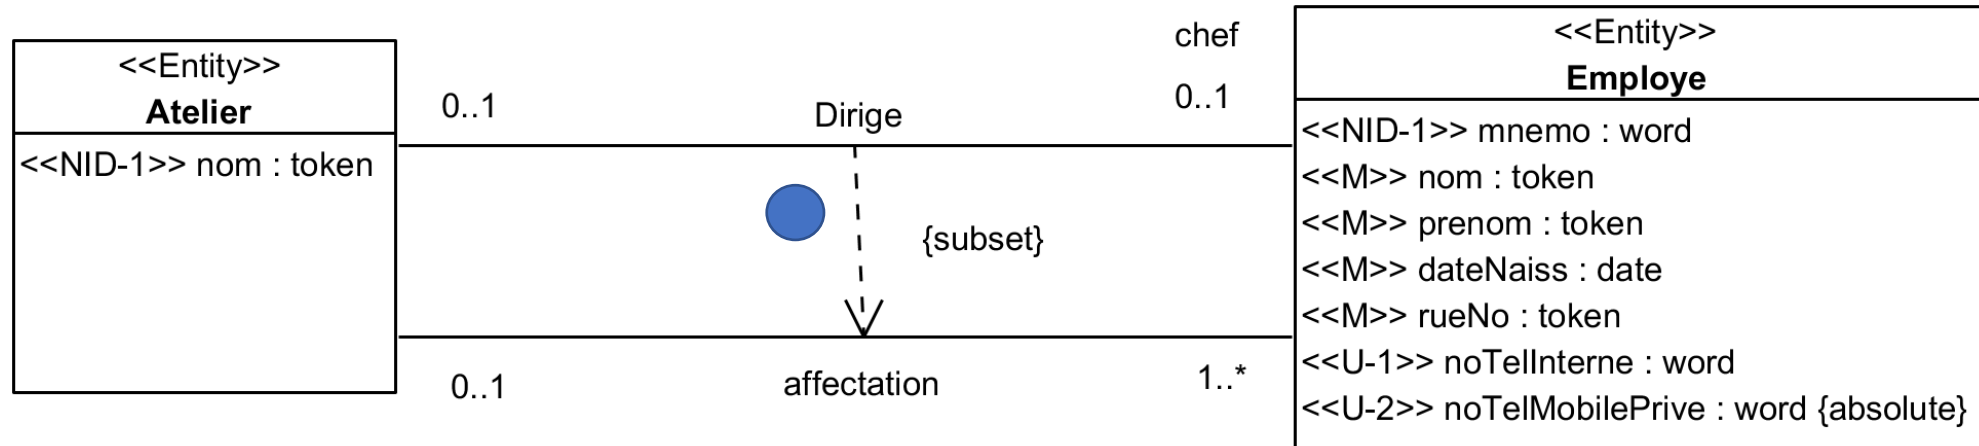 <<Entity>>
Atelier
<<NID-1>> nom : token
0..1
Dirige
chef
0..1
{subset}
0..1
affectation
1..*
<<Entity>>
Employe
<<NID-1>> mnemo : word
<<M>> nom : token
<<M>> prenom : token
<<M>> dateNaiss : date
<<M>> rueNo : token
<<U-1>> noTelInterne : word
<<U-2>> noTelMobilePrive : word {absolute}